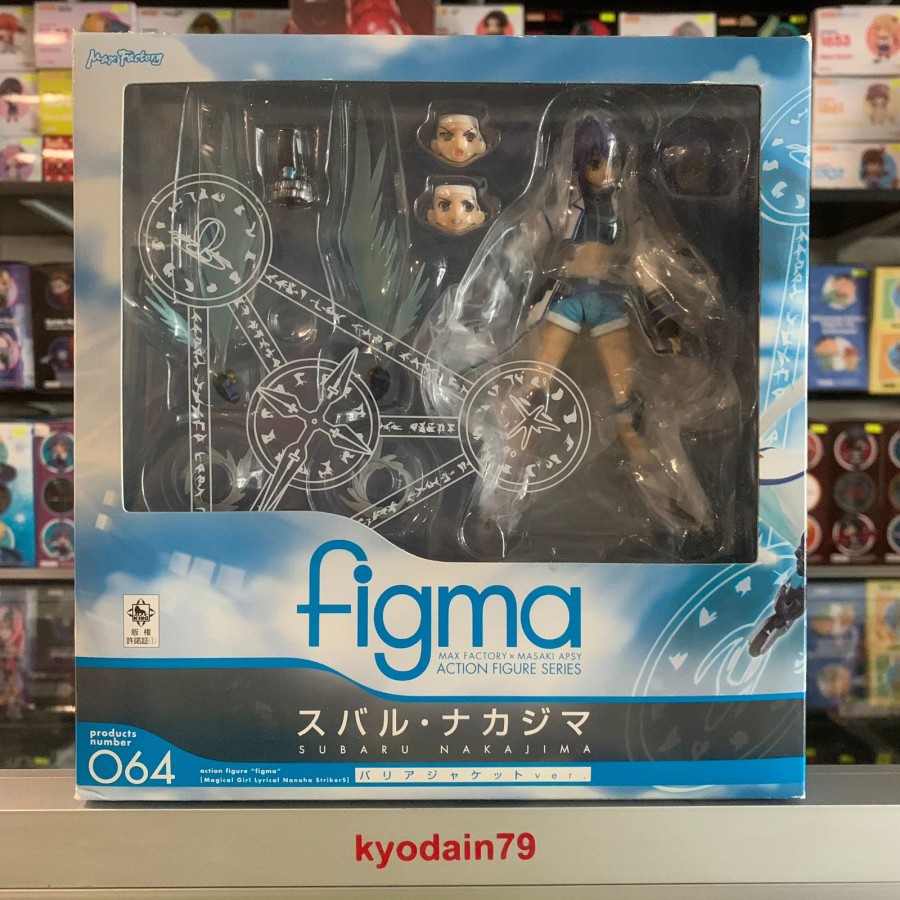 Max Factory
figma
MAX FACTORY×MASAKI APSY
ACTION FIGURE SERIES
KING
版権
許諾証①
スバル・ナカジマ
SUBARU NAKAJIMA
products
number
064
action figure "figma"
[Magical Girl Lyrical Nanoha StrikerS]
バリアジャケットver.
kyodain79